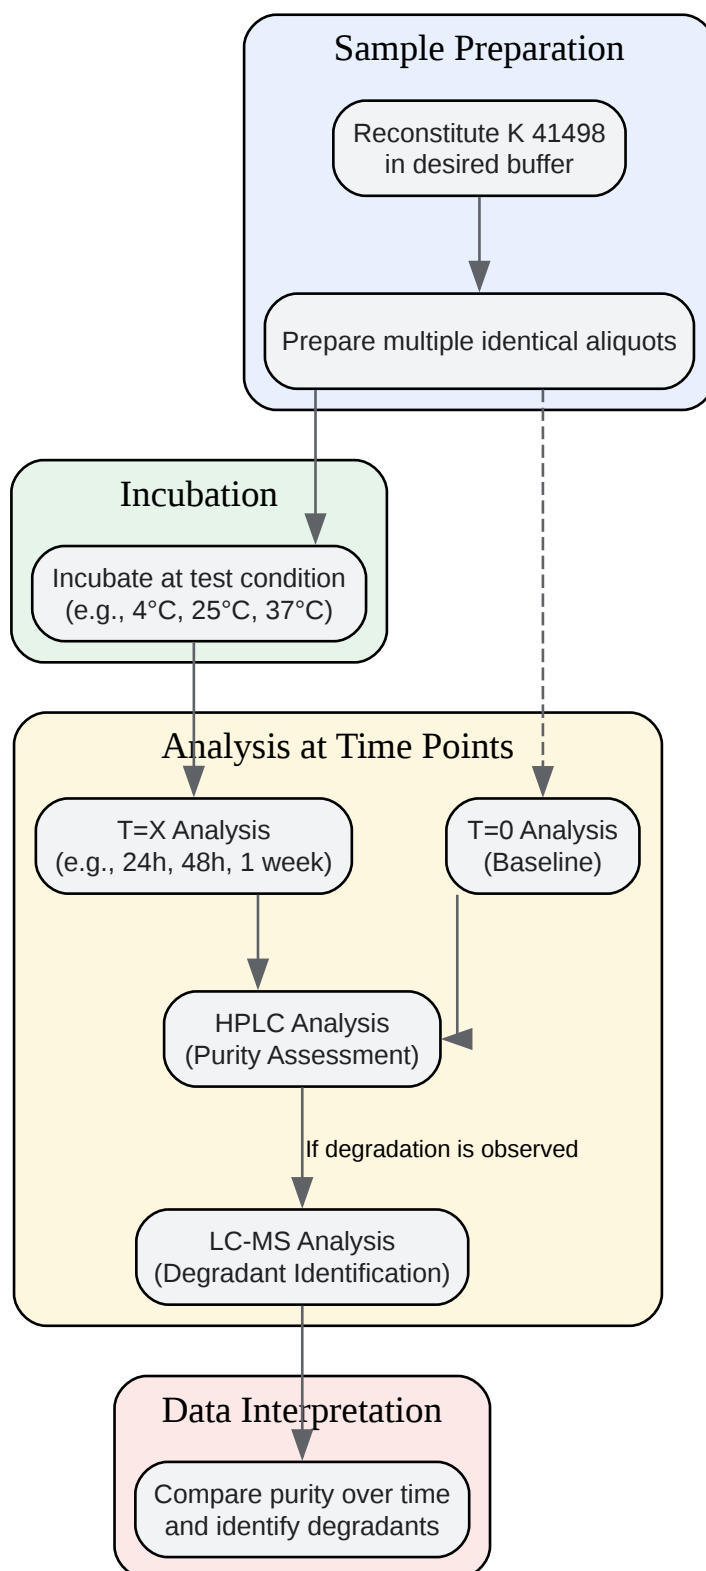 Sample Preparation
Reconstitute K 41498
in desired buffer
Prepare multiple identical aliquots
Incubation
Incubate at test condition
(e.g., 4°C, 25°C, 37°C)
Analysis at Time Points
T=X Analysis
(e.g., 24h, 48h, 1 week)
T=0 Analysis
(Baseline)
HPLC Analysis
(Purity Assessment)
If degradation is observed
LC-MS Analysis
(Degradant Identification)
Data Interpretation
Compare purity over time
and identify degradants